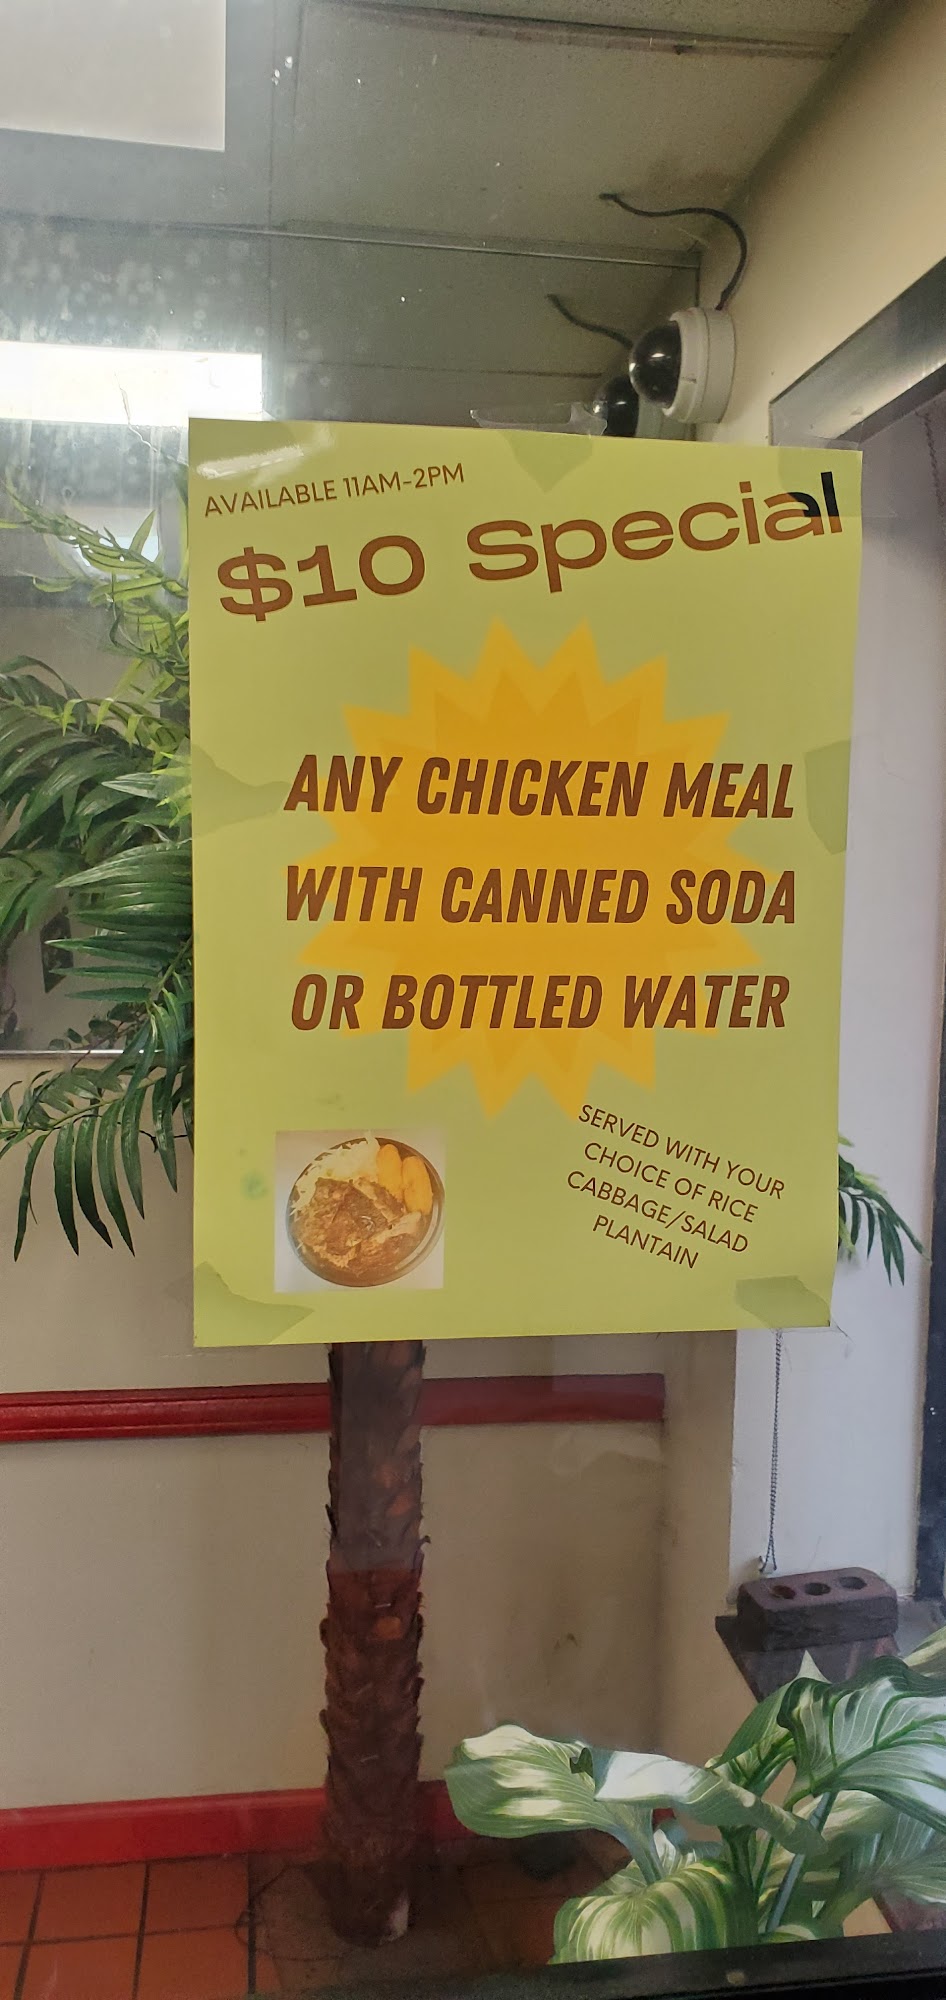 AVAILABLE 11AM-2PM
$10 Special
ANY CHICKEN MEAL
WITH CANNED SODA
OR BOTTLED WATER
SERVED WITH YOUR
CHOICE OF RICE
CABBAGE/SALAD
PLANTAIN